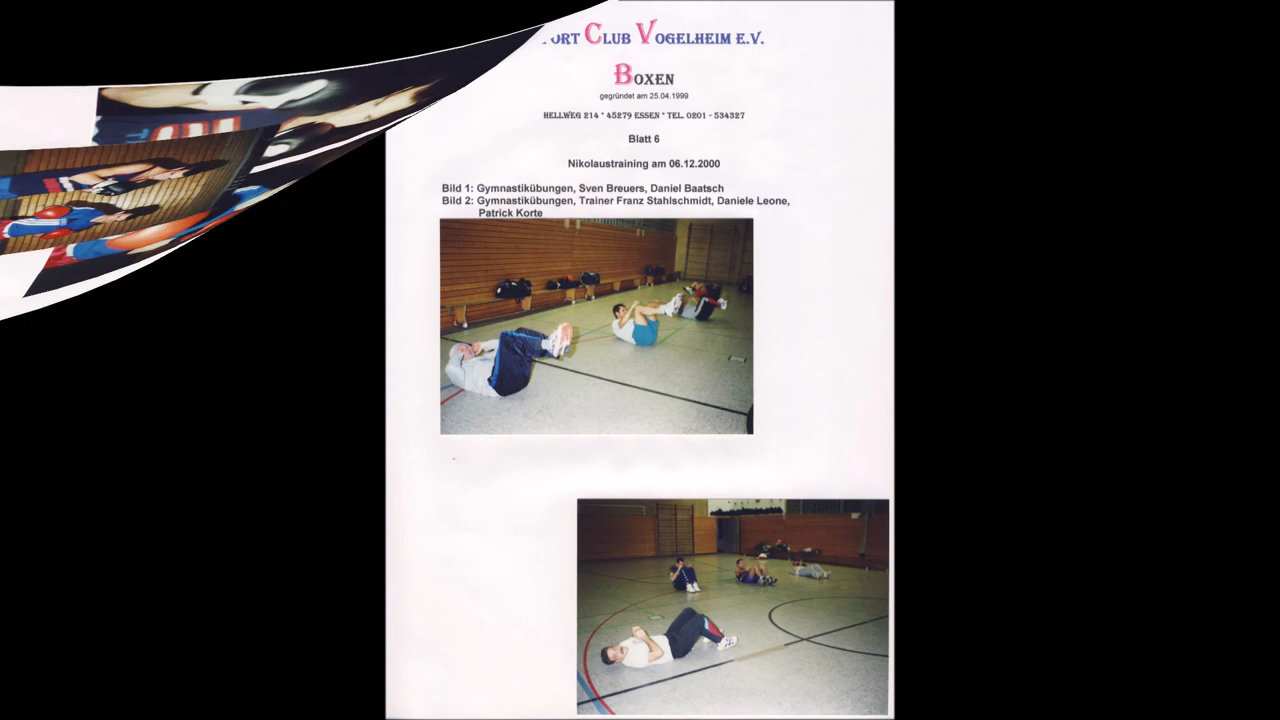 ORT CLUB VOGELHEIM E.V.
BOXEN
gegründet am 25.04.1999
HELLWEG 214 * 45279 ESSEN * TEL. 0201 - 534327
Blatt 6
Nikolaustraining am 06.12.2000
Bild 1: Gymnastikübungen, Sven Breuers, Daniel Baatsch
Bild 2: Gymnastikübungen, Trainer Franz Stahlschmidt, Daniele Leone,
Patrick Korte